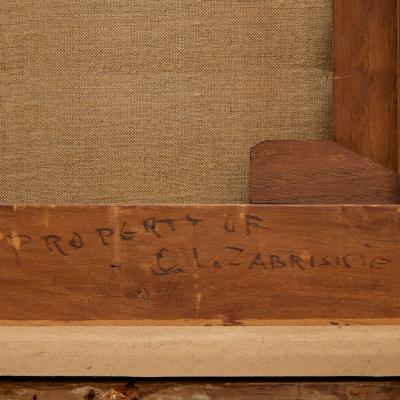 PROPERTY OF
C. L. ZABRISKIE